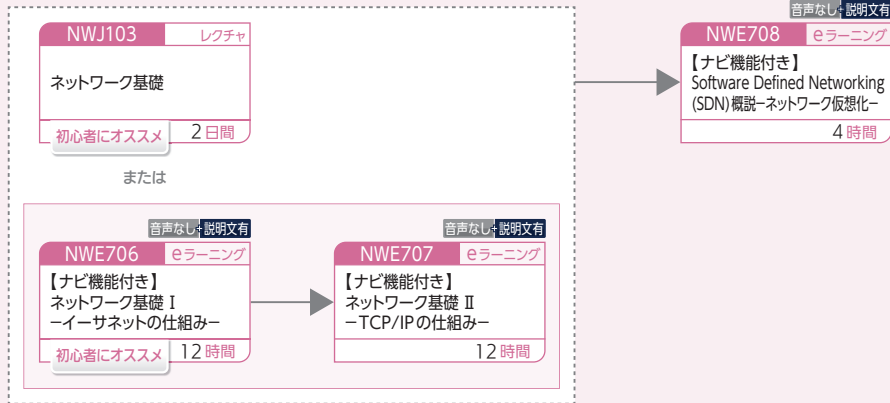 NWJ103 レクチャ
ネットワーク基礎
初心者にオススメ 2日間
または
音声なし+説明文有
NWE706 eラーニング
【ナビ機能付き】
ネットワーク基礎 Ⅰ
−イーサネットの仕組み−
初心者にオススメ 12時間
音声なし+説明文有
NWE707 eラーニング
【ナビ機能付き】
ネットワーク基礎 Ⅱ
−TCP/IPの仕組み−
12時間
音声なし+説明文有
NWE708 eラーニング
【ナビ機能付き】
Software Defined Networking
(SDN)概説−ネットワーク仮想化−
4時間